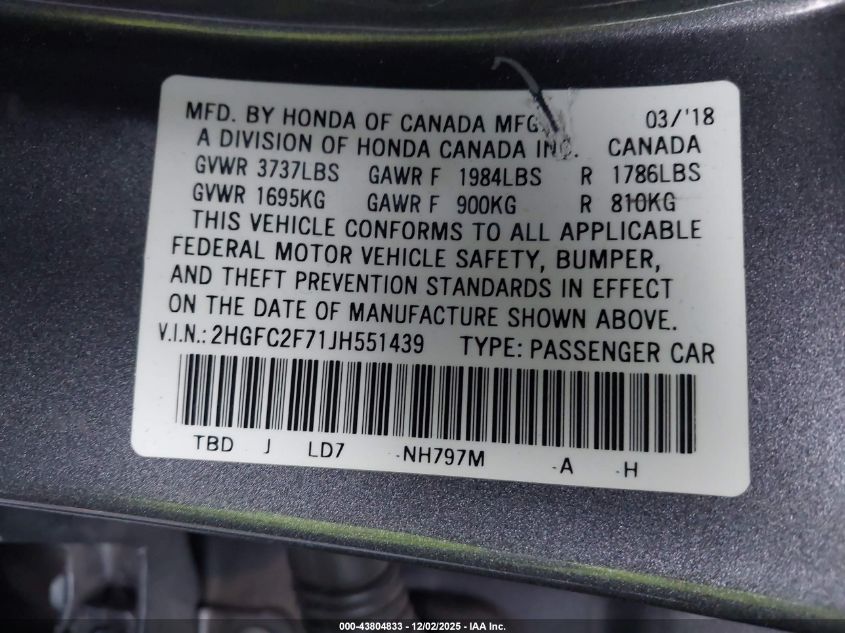 MFD. BY HONDA OF CANADA MFG. 03/'18
A DIVISION OF HONDA CANADA INC. CANADA
GVWR 3737LBS GAWR F 1984LBS R 1786LBS
GVWR 1695KG GAWR F 900KG R 810KG
THIS VEHICLE CONFORMS TO ALL APPLICABLE
FEDERAL MOTOR VEHICLE SAFETY, BUMPER,
AND THEFT PREVENTION STANDARDS IN EFFECT
ON THE DATE OF MANUFACTURE SHOWN ABOVE.
V.I.N.: 2HGFC2F71JH551439 TYPE: PASSENGER CAR
TBD J LD7 -NH797M -A -H
000-43804833 - 12/02/2025 - IAA Inc.